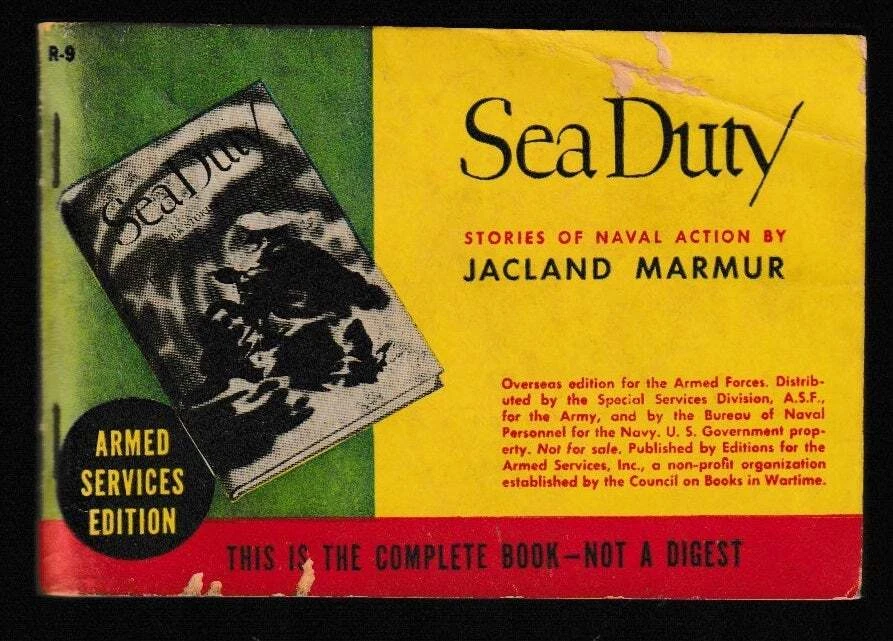 R-9
Sea Duty
Sea Duty
STORIES OF NAVAL ACTION BY
JACLAND MARMUR
Overseas edition for the Armed Forces. Distrib-
uted by the Special Services Division, A.S.F.,
for the Army, and by the Bureau of Naval
Personnel for the Navy. U. S. Government prop-
erty. Not for sale. Published by Editions for the
Armed Services, Inc., a non-profit organization
established by the Council on Books in Wartime.
ARMED
SERVICES
EDITION
THIS IS THE COMPLETE BOOK—NOT A DIGEST